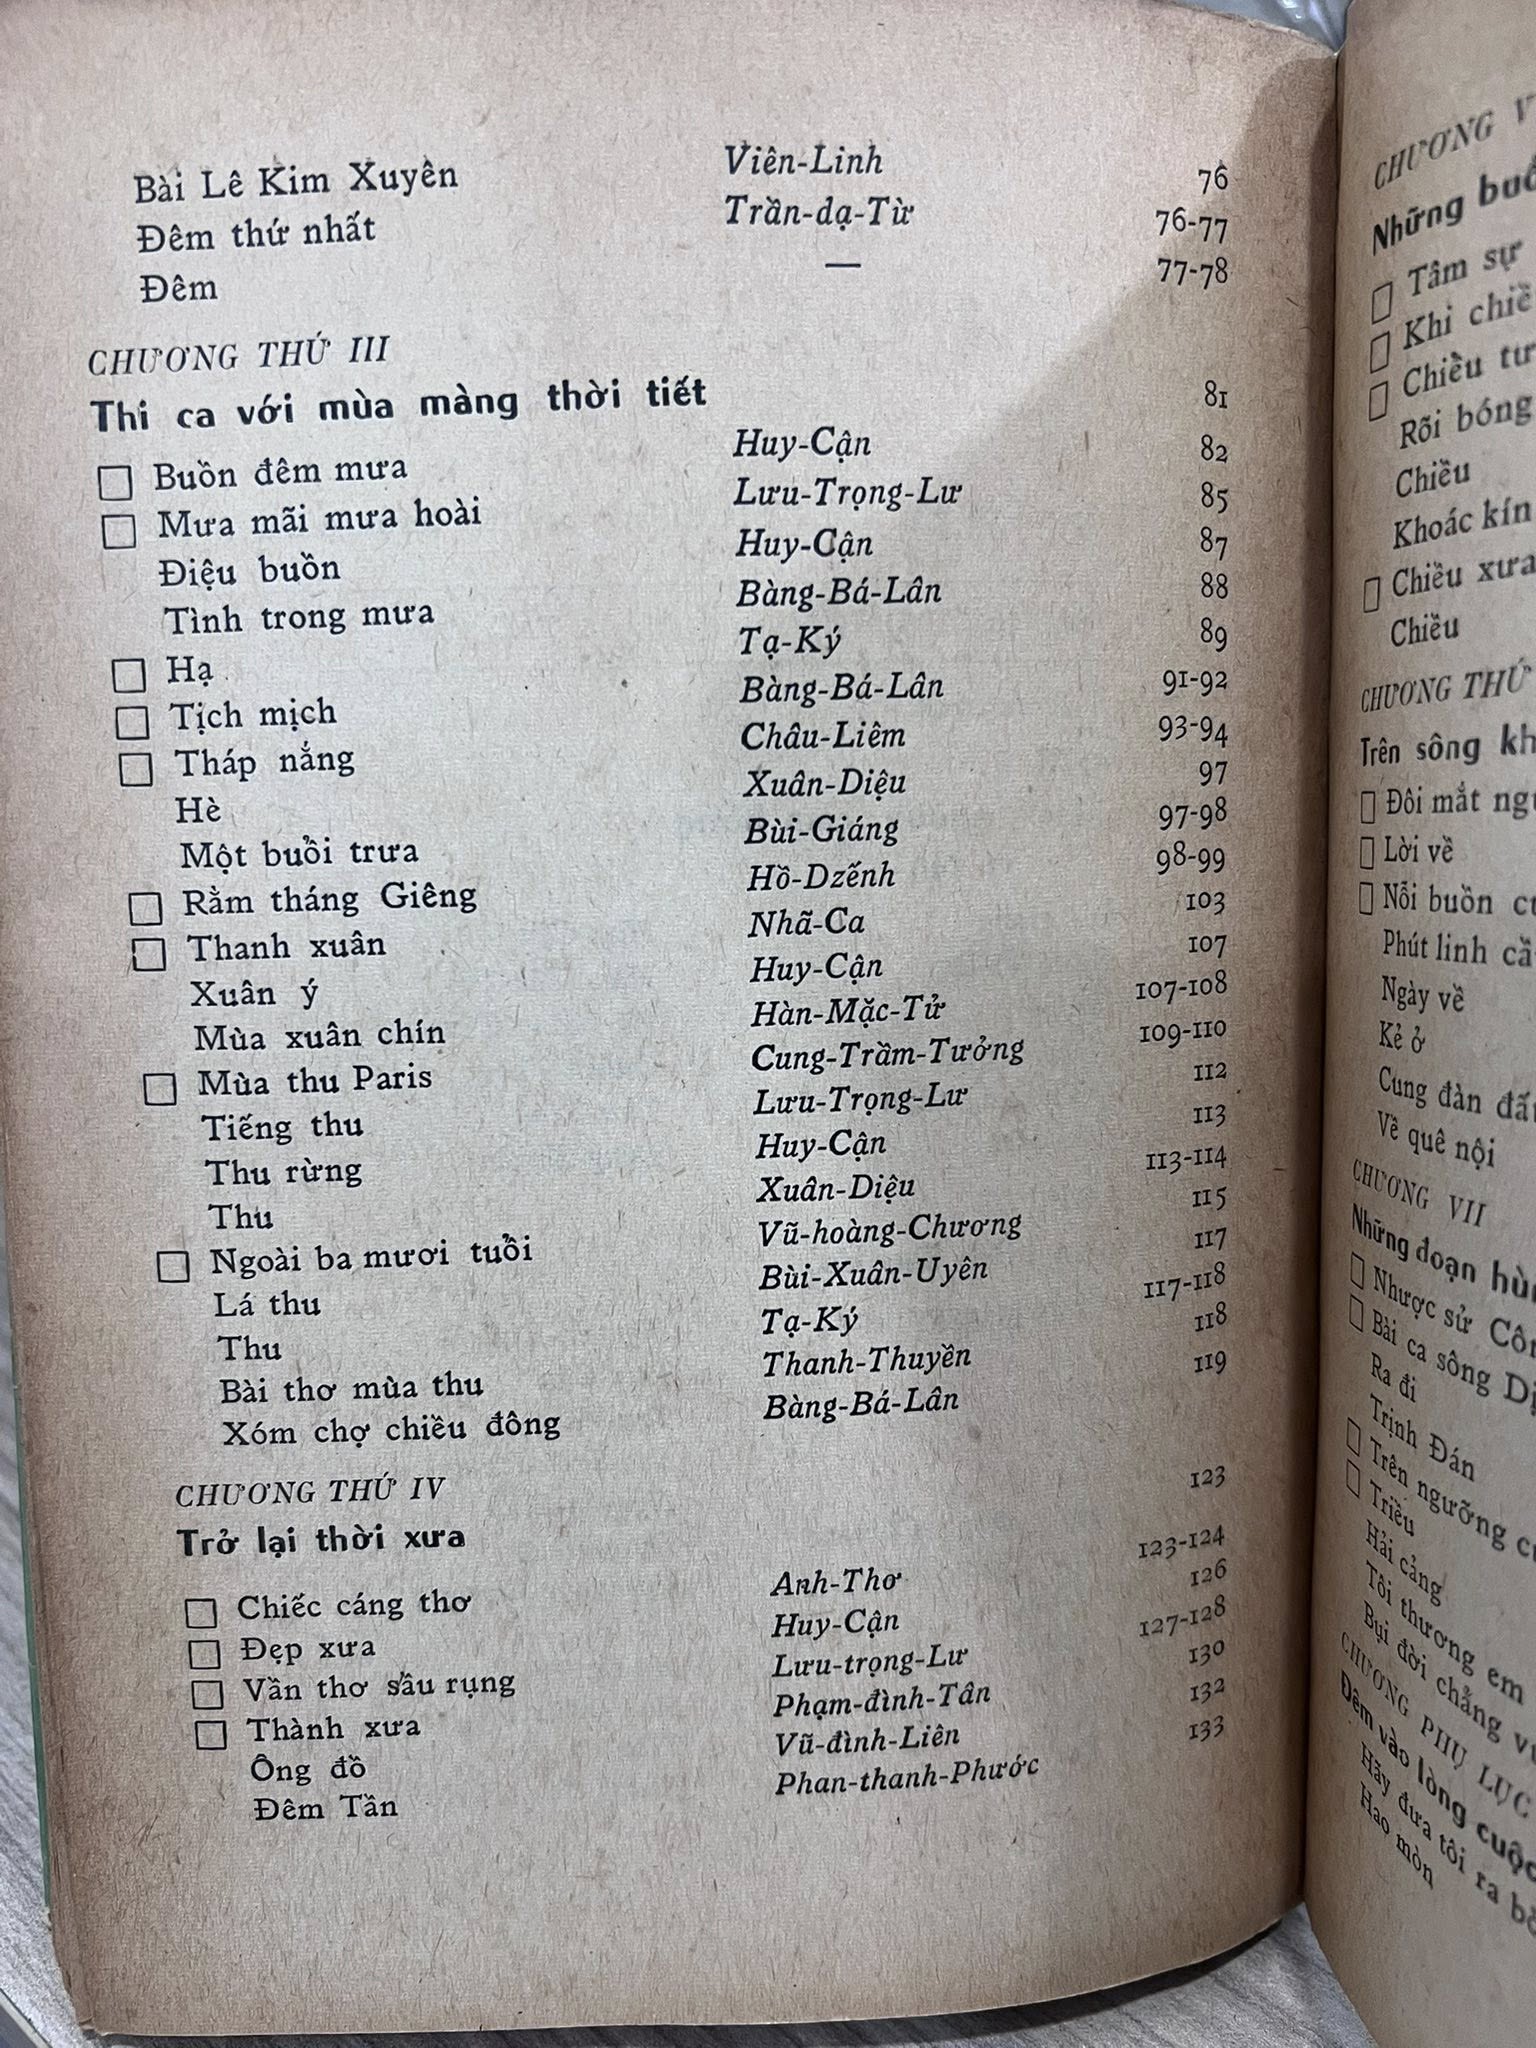 Bài Lê Kim Xuyên Viên-Linh 76
Đêm thứ nhất Trần-dạ-Từ 76-77
Đêm — 77-78
CHƯƠNG THỨ III
Thi ca với mùa màng thời tiết 81
□ Buồn đêm mưa Huy-Cận 82
□ Mưa mãi mưa hoài Lưu-Trọng-Lư 85
Điệu buồn Huy-Cận 87
Tình trong mưa Bàng-Bá-Lân 88
□ Hạ Tạ-Ký 89
□ Tịch mịch Bàng-Bá-Lân 91-92
□ Tháp nắng Châu-Liêm 93-94
Hè Xuân-Diệu 97
Một buổi trưa Bùi-Giáng 97-98
□ Rằm tháng Giêng Hồ-Dzếnh 98-99
□ Thanh xuân Nhã-Ca 103
Xuân ý Huy-Cận 107
Mùa xuân chín Hàn-Mặc-Tử 107-108
□ Mùa thu Paris Cung-Trầm-Tưởng 109-110
Tiếng thu Lưu-Trọng-Lư 112
Thu rừng Huy-Cận 113
Thu Xuân-Diệu 113-114
□ Ngoài ba mươi tuổi Vũ-hoàng-Chương 115
Lá thu Bùi-Xuân-Uyên 117
Thu Tạ-Ký 117-118
Bài thơ mùa thu Thanh-Thuyền 118
Xóm chợ chiều đông Bàng-Bá-Lân 119
CHƯƠNG THỨ IV
Trở lại thời xưa 123
□ Chiếc cáng thơ Anh-Thơ 123-124
□ Đẹp xưa Huy-Cận 126
□ Vần thơ sầu rụng Lưu-trọng-Lư 127-128
□ Thành xưa Phạm-đình-Tân 130
Ông đồ Vũ-đình-Liên 132
Đêm Tần Phan-thanh-Phước 133
CHƯƠNG
Những
□ Tâm sự
□ Khi
□ Chiều
Rõi bóng
Chiều
Khoác kín
□ Chiều xưa
Chiều
CHƯƠNG THỨ
Trên sông
□ Đôi mắt
□ Lời về
□ Nỗi buồn
Phút linh
Ngày về
Kẻ ở
Cung đàn
Về quê nội
CHƯƠNG VII
Những đoạn
□ Nhược sử
□ Bài ca sông
Ra đi
Trịnh Đán
□ Trên ngưỡng
□ Triều
Hải cảng
Tôi thương em
Bụi đời chẳng
CHƯƠNG PHỤ LỤC
Đêm vào lòng cuộc
Hãy đưa tôi ra
Hao mòn